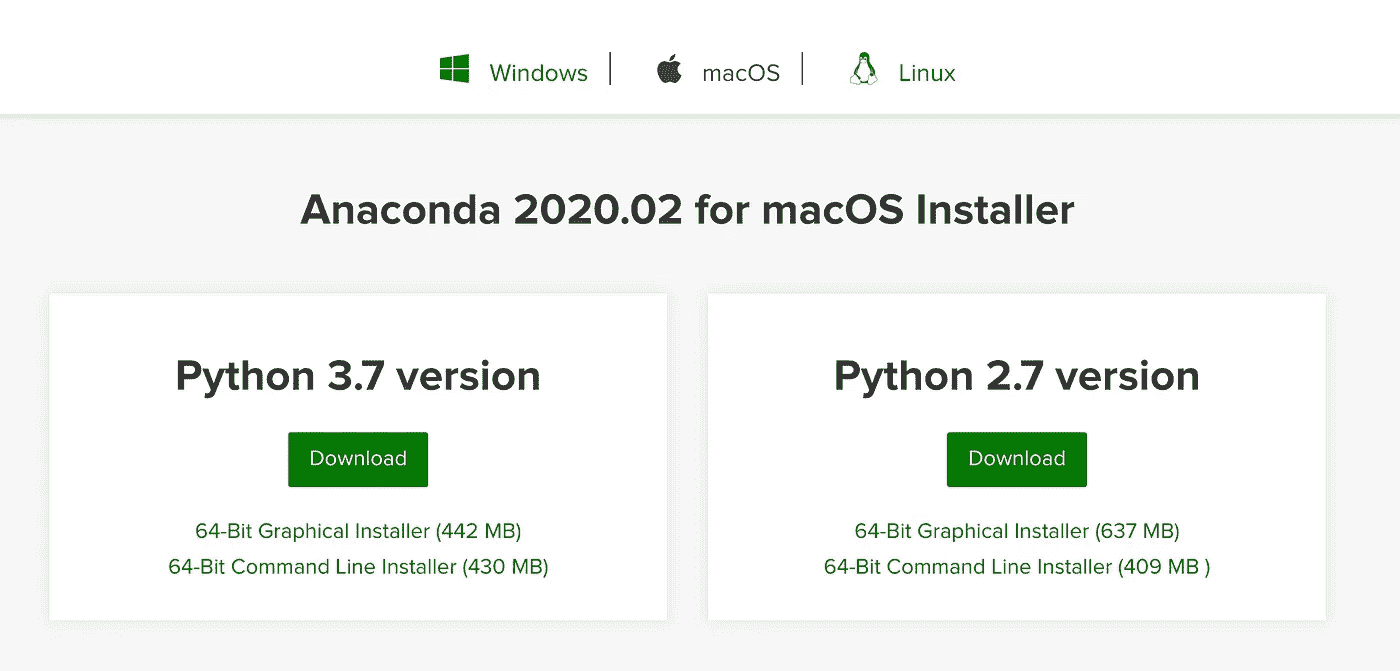 Windows | macOS | Linux
Anaconda 2020.02 for macOS Installer
Python 3.7 version
Download
64-Bit Graphical Installer (442 MB)
64-Bit Command Line Installer (430 MB)
Python 2.7 version
Download
64-Bit Graphical Installer (637 MB)
64-Bit Command Line Installer (409 MB )